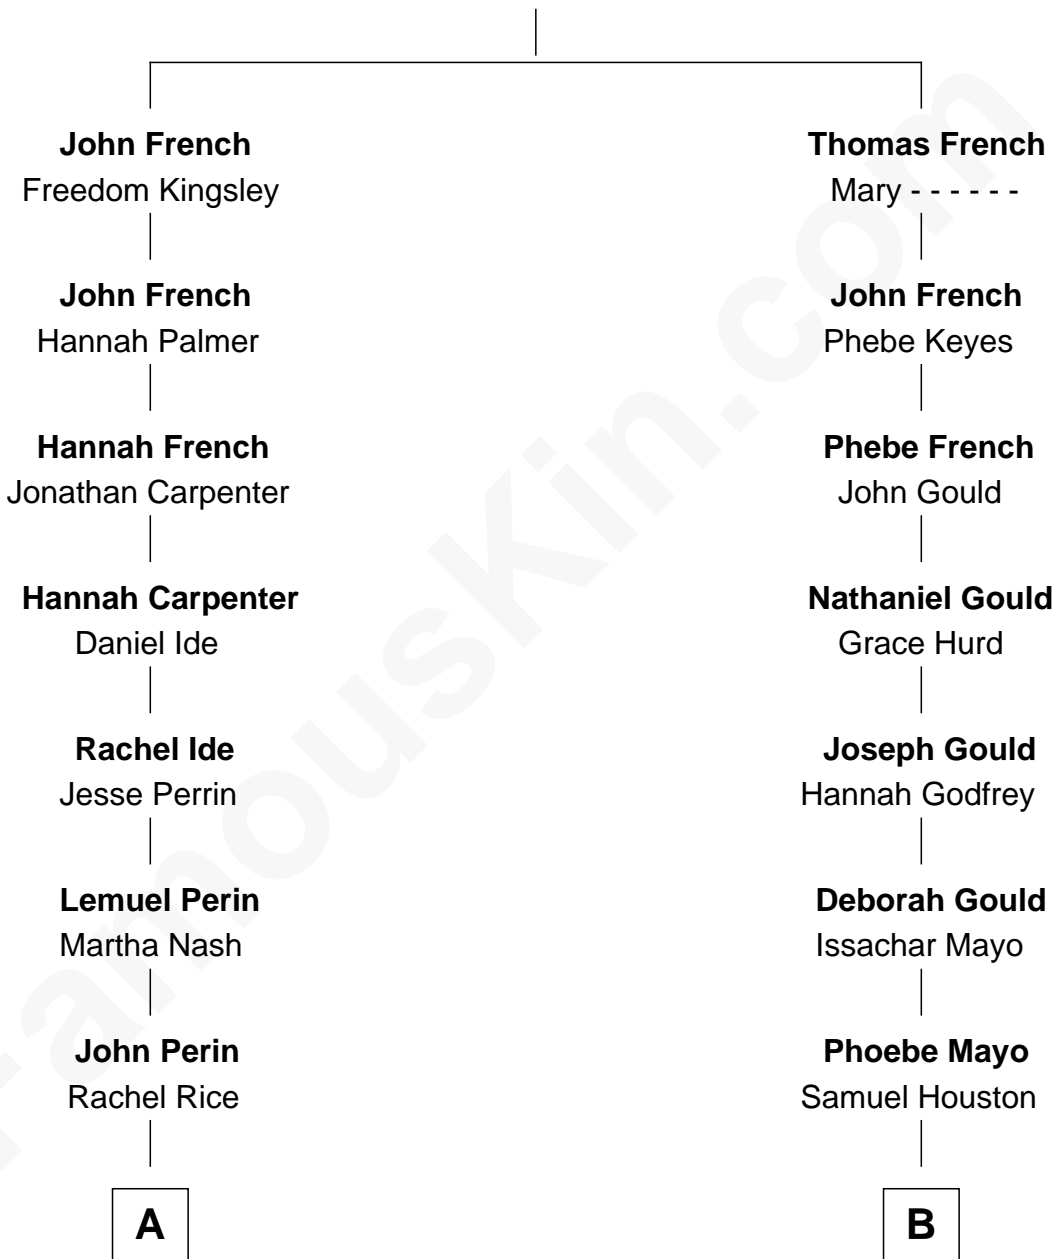 John French
Freedom Kingsley
John French
Hannah Palmer
Hannah French
Jonathan Carpenter
Hannah Carpenter
Daniel Ide
Rachel Ide
Jesse Perrin
Lemuel Perin
Martha Nash
John Perin
Rachel Rice
A
Thomas French
Mary - - - - - -
John French
Phebe Keyes
Phebe French
John Gould
Nathaniel Gould
Grace Hurd
Joseph Gould
Hannah Godfrey
Deborah Gould
Issachar Mayo
Phoebe Mayo
Samuel Houston
B
FamousKin.com